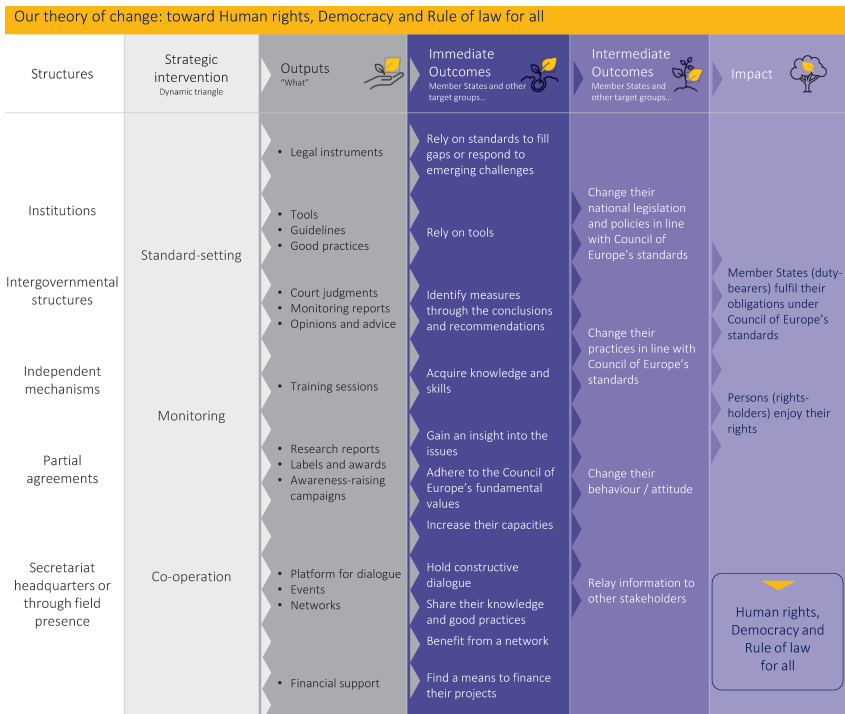 Our theory of change: toward Human rights, Democracy and Rule of law for all
Structures
Strategic
intervention
Dynamic triangle
Outputs
"What"
Immediate
Outcomes
Member States and other
target groups...
Intermediate
Outcomes
Member States and
other target groups...
Impact
Institutions
Intergovernmental
structures
Independent
mechanisms
Partial
agreements
Secretariat
headquarters or
through field
presence
Standard-setting
Monitoring
Co-operation
• Legal instruments
• Tools
• Guidelines
• Good practices
• Court judgments
• Monitoring reports
• Opinions and advice
• Training sessions
• Research reports
• Labels and awards
• Awareness-raising
campaigns
• Platform for dialogue
• Events
• Networks
• Financial support
Rely on standards to fill
gaps or respond to
emerging challenges
Rely on tools
Identify measures
through the conclusions
and recommendations
Acquire knowledge and
skills
Gain an insight into the
issues
Adhere to the Council of
Europe's fundamental
values
Increase their capacities
Hold constructive
dialogue
Share their knowledge
and good practices
Benefit from a network
Find a means to finance
their projects
Change their
national legislation
and policies in line
with Council of
Europe's standards
Change their
practices in line with
Council of Europe's
standards
Change their
behaviour / attitude
Relay information to
other stakeholders
Member States (duty-
bearers) fulfil their
obligations under
Council of Europe's
standards
Persons (rights-
holders) enjoy their
rights
Human rights,
Democracy and
Rule of law
for all